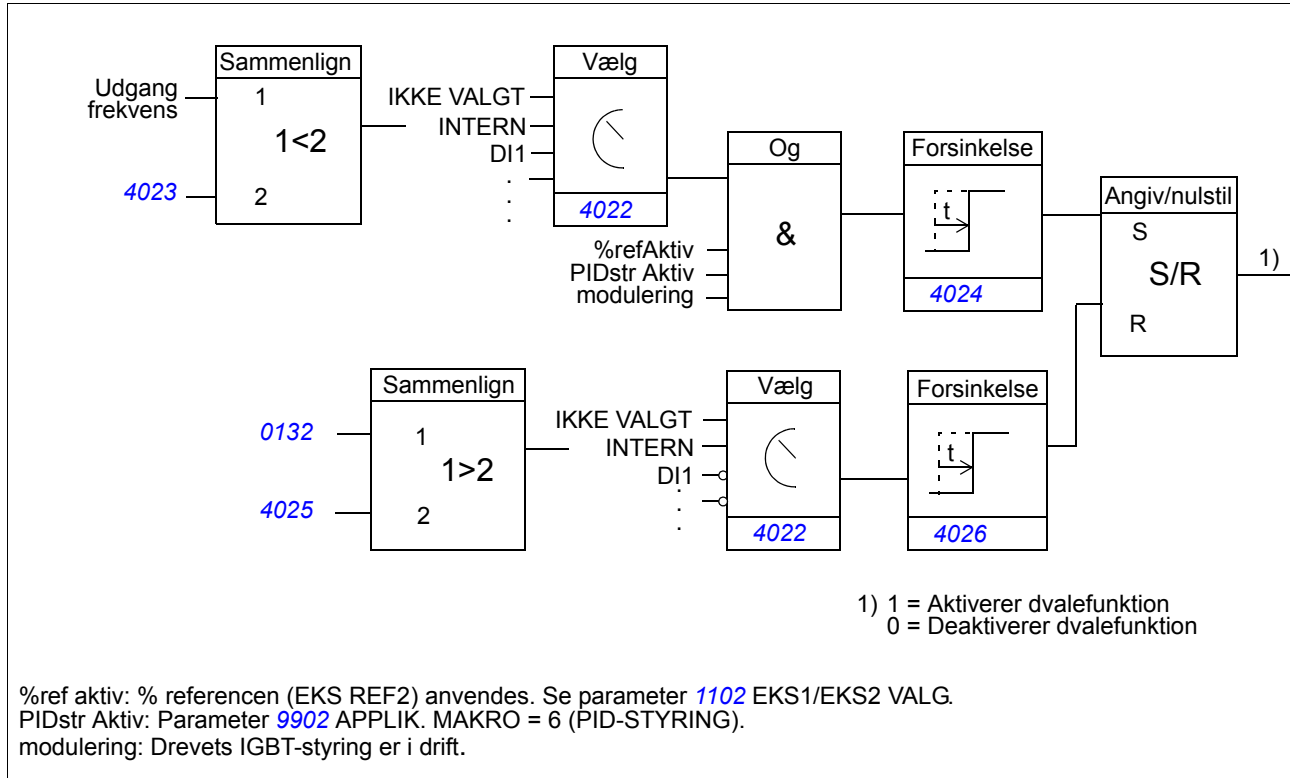 Sammenlign
Udgang
frekvens
1
1<2
4023
2
Vælg
IKKE VALGT
INTERN
DI1
.
.
.
4022
Og
&
%refAktiv
PIDstr Aktiv
modulering
Forsinkelse
t
4024
Angiv/nulstil
S
S/R
R
1)
Sammenlign
0132
1
1>2
4025
2
Vælg
IKKE VALGT
INTERN
DI1
.
.
.
4022
Forsinkelse
t
4026
1) 1 = Aktiverer dvalefunktion
0 = Deaktiverer dvalefunktion
%ref aktiv: % referencen (EKS REF2) anvendes. Se parameter 1102 EKS1/EKS2 VALG.
PIDstr Aktiv: Parameter 9902 APPLIK. MAKRO = 6 (PID-STYRING).
modulering: Drevets IGBT-styring er i drift.